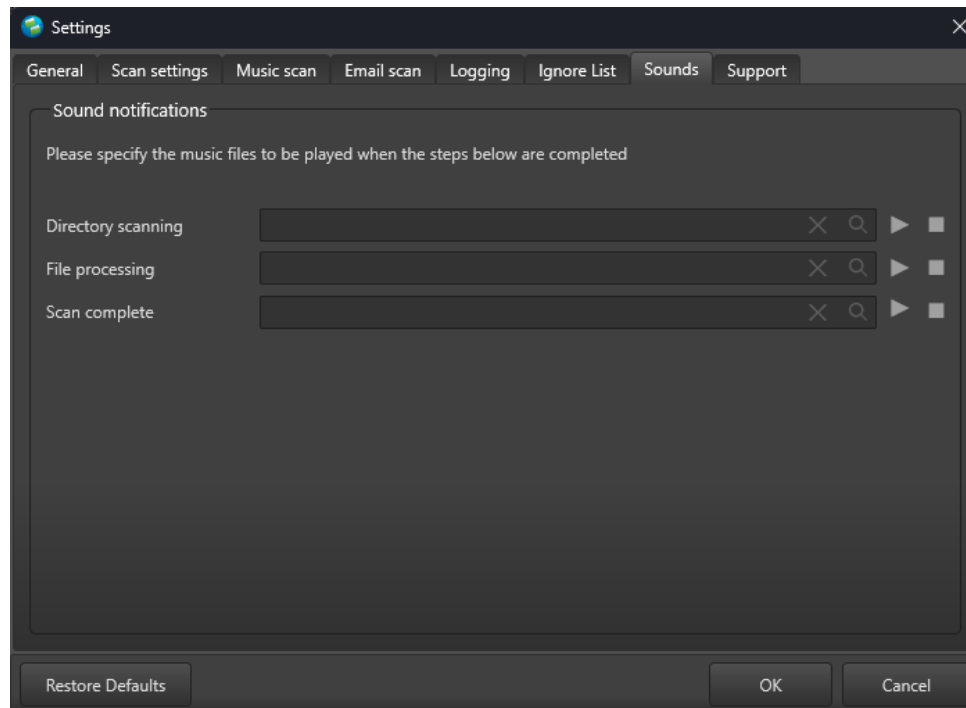 Settings
General Scan settings Music scan Email scan Logging Ignore List Sounds Support
Sound notifications
Please specify the music files to be played when the steps below are completed
Directory scanning
File processing
Scan complete
Restore Defaults OK Cancel